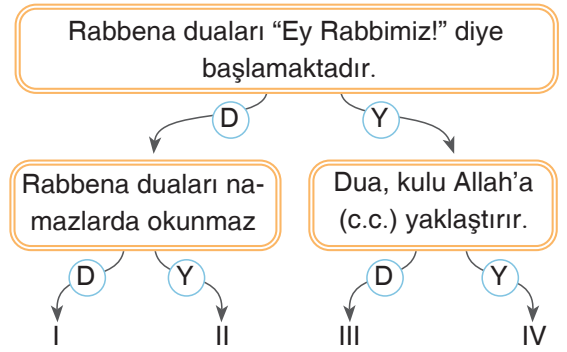 Rabbena duaları “Ey Rabbimiz!” diye
başlamaktadır.
D
Y
Rabbena duaları na-
mazlarda okunmaz
Dua, kulu Allah’a
(c.c.) yaklaştırır.
D
Y
D
Y
I
II
III
IV